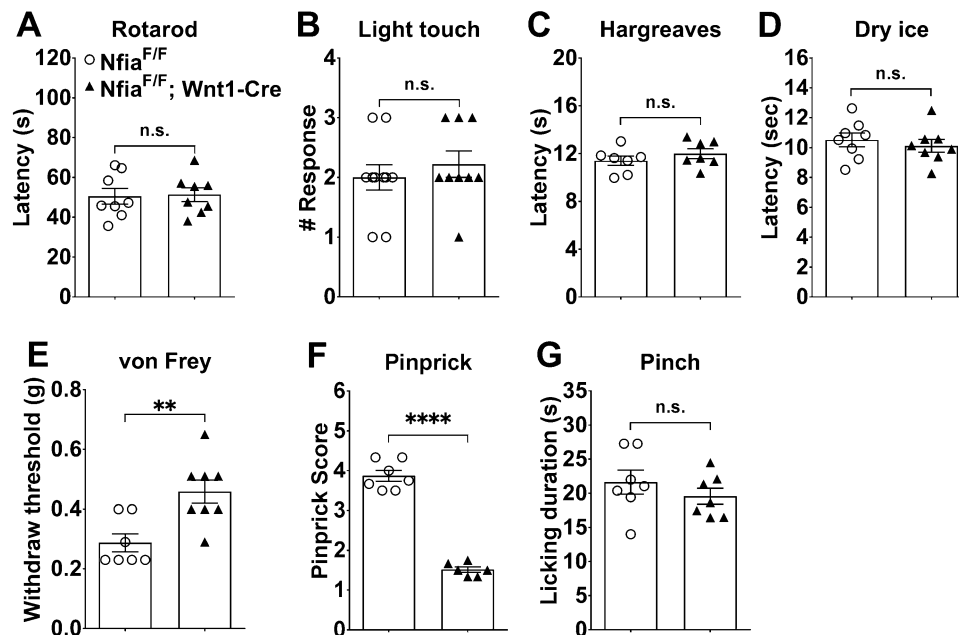 A Rotarod
NfiaF/F
NfiaF/F; Wnt1-Cre
n.s.
Latency (s)
120
100
80
60
40
20
0
B Light touch
n.s.
# Response
4
3
2
1
0
C Hargreaves
n.s.
Latency (s)
20
16
12
8
4
0
D Dry ice
n.s.
Latency (sec)
16
14
12
10
8
6
4
2
0
E von Frey
**
Withdraw threshold (g)
0.8
0.6
0.4
0.2
0.0
F Pinprick
****
Pinprick Score
6
5
4
3
2
1
0
G Pinch
n.s.
Licking duration (s)
35
30
25
20
15
10
5
0